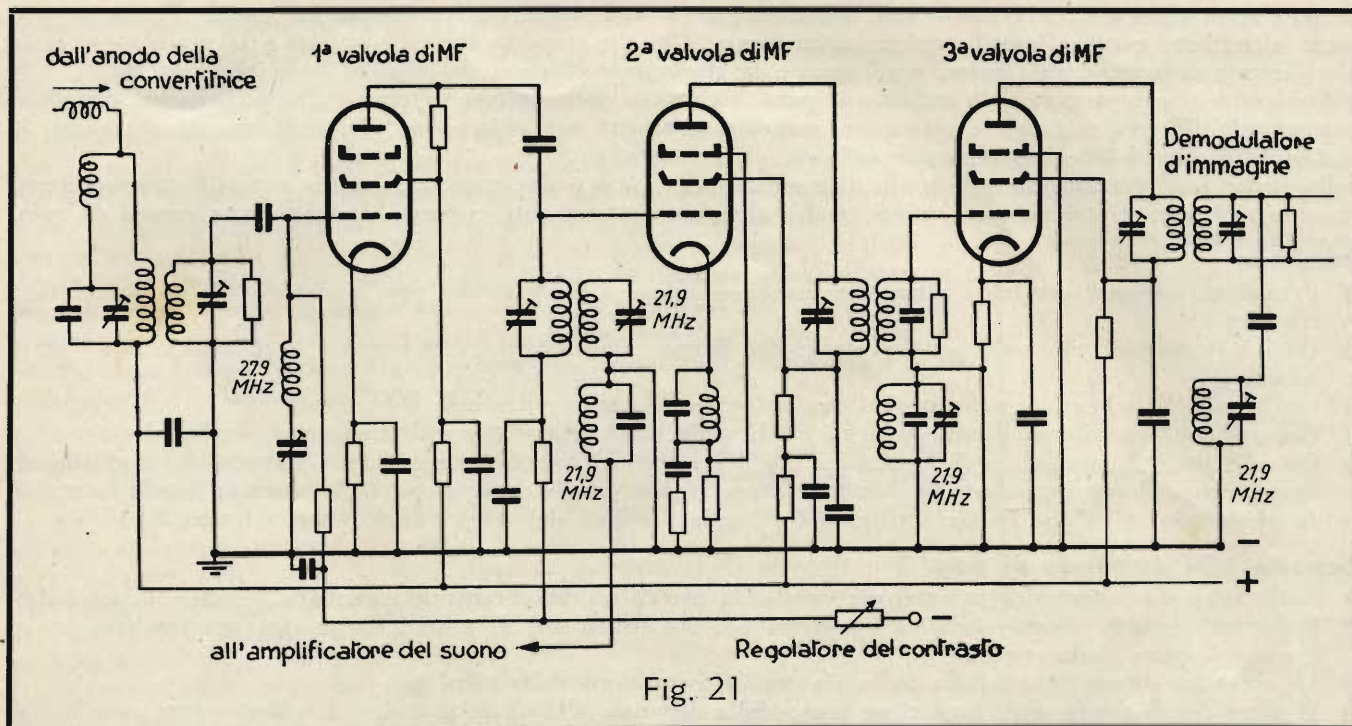 dall'anodo della
convertitrice
1ª valvola di MF
2ª valvola di MF
3ª valvola di MF
Demodulatore
d'immagine
27.9
MHz
21,9
MHz
21,9
MHz
21,9
MHz
21,9
MHz
−
+
−
all'amplificatore del suono
Regolatore del contrasto
Fig. 21